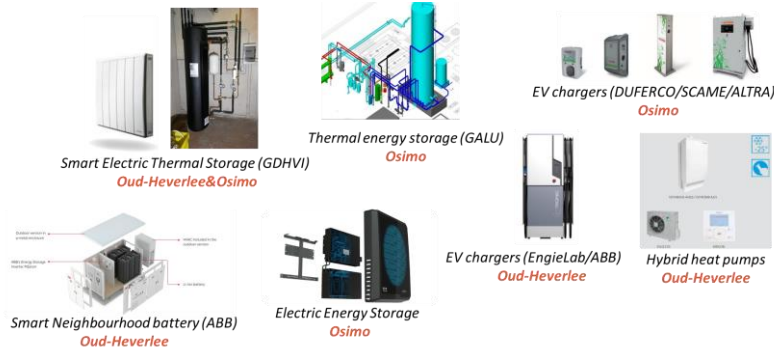 EV chargers (DUFERCO/SCAME/ALTRA)
Osimo
Thermal energy storage (GALU)
Osimo
Smart Electric Thermal Storage (GDHVI)
Oud-Heverlee&Osimo
-25°
EV chargers (EngieLab/ABB)
Oud-Heverlee
Hybrid heat pumps
Oud-Heverlee
Smart Neighbourhood battery (ABB)
Oud-Heverlee
Electric Energy Storage
Osimo